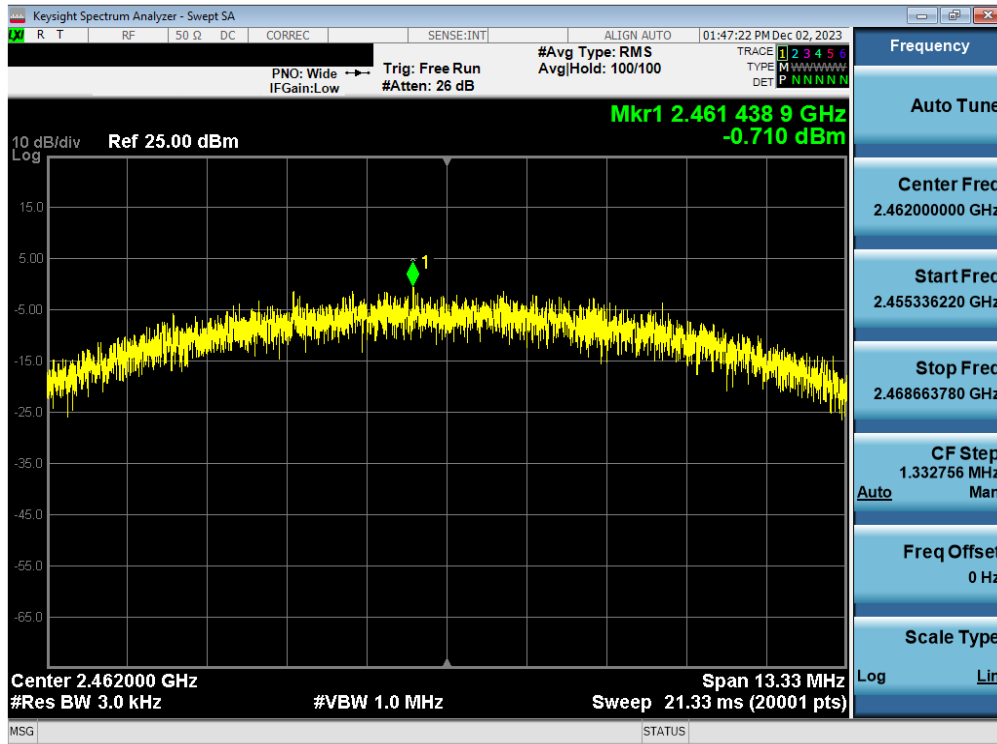 Keysight Spectrum Analyzer - Swept SA
LXI R T RF 50 Ω DC CORREC SENSE:INT ALIGN AUTO 01:47:22 PM Dec 02, 2023
PNO: Wide
IFGain:Low
Trig: Free Run
#Atten: 26 dB
#Avg Type: RMS
Avg|Hold: 100/100
TRACE 1 2 3 4 5 6
TYPE M WWWWW
DET P N N N N N
Mkr1 2.461 438 9 GHz
-0.710 dBm
10 dB/div Ref 25.00 dBm
Log
15.0
5.00
-5.00
-15.0
-25.0
-35.0
-45.0
-55.0
-65.0
1
Center 2.462000 GHz Span 13.33 MHz
#Res BW 3.0 kHz #VBW 1.0 MHz Sweep 21.33 ms (20001 pts)
MSG STATUS
Frequency
Auto Tune
Center Freq
2.462000000 GHz
Start Freq
2.455336220 GHz
Stop Freq
2.468663780 GHz
CF Step
1.332756 MHz
Auto Man
Freq Offset
0 Hz
Scale Type
Log Lin